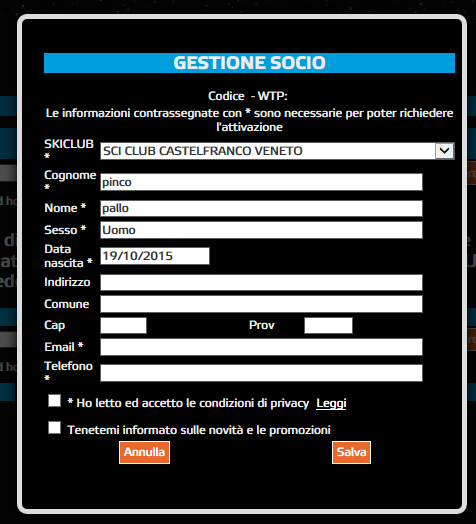 GESTIONE SOCIO
Codice - WTP:
Le informazioni contrassegnate con * sono necessarie per poter richiedere
l'attivazione
SKICLUB
*
SCI CLUB CASTELFRANCO VENETO
Cognome
*
pinco
Nome *
pallo
Sesso *
Uomo
Data
nascita *
19/10/2015
Indirizzo
Comune
Cap
Prov
Email *
Telefono
*
* Ho letto ed accetto le condizioni di privacy Leggi
Tenetemi informato sulle novità e le promozioni
Annulla
Salva